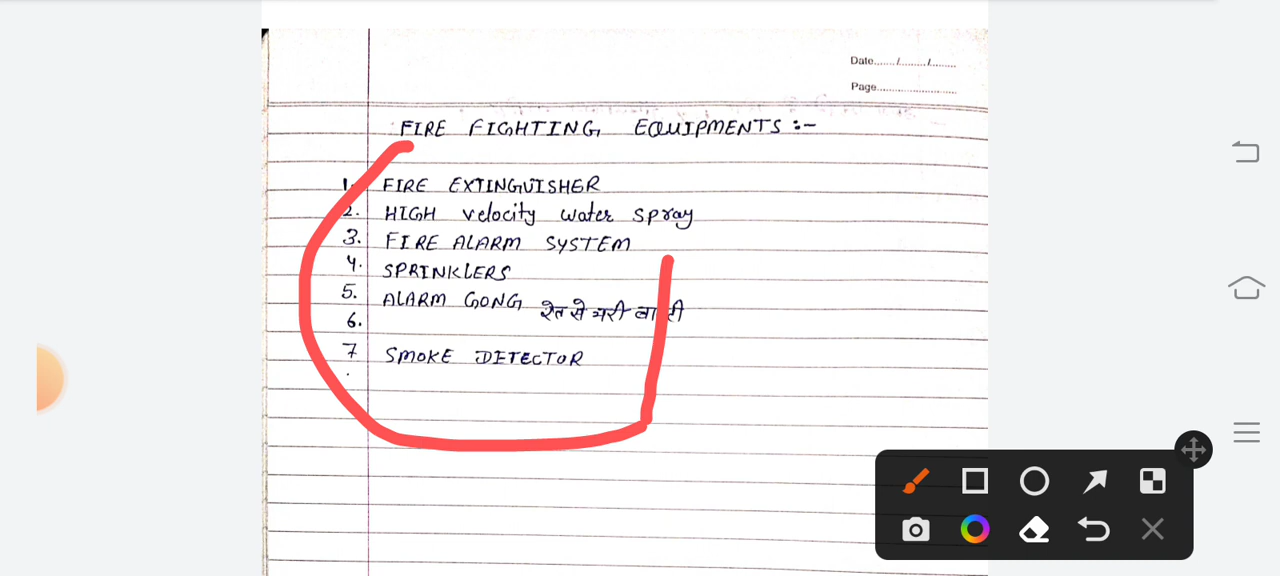 Date......./........./.........
Page..........................
FIRE FIGHTING EQUIPMENTS :-
1. FIRE EXTINGUISHER
2. HIGH velocity water spray
3. FIRE ALARM SYSTEM
4. SPRINKLERS
5. ALARM GONG
6. रेत से भरी
7 SMOKE DETECTOR